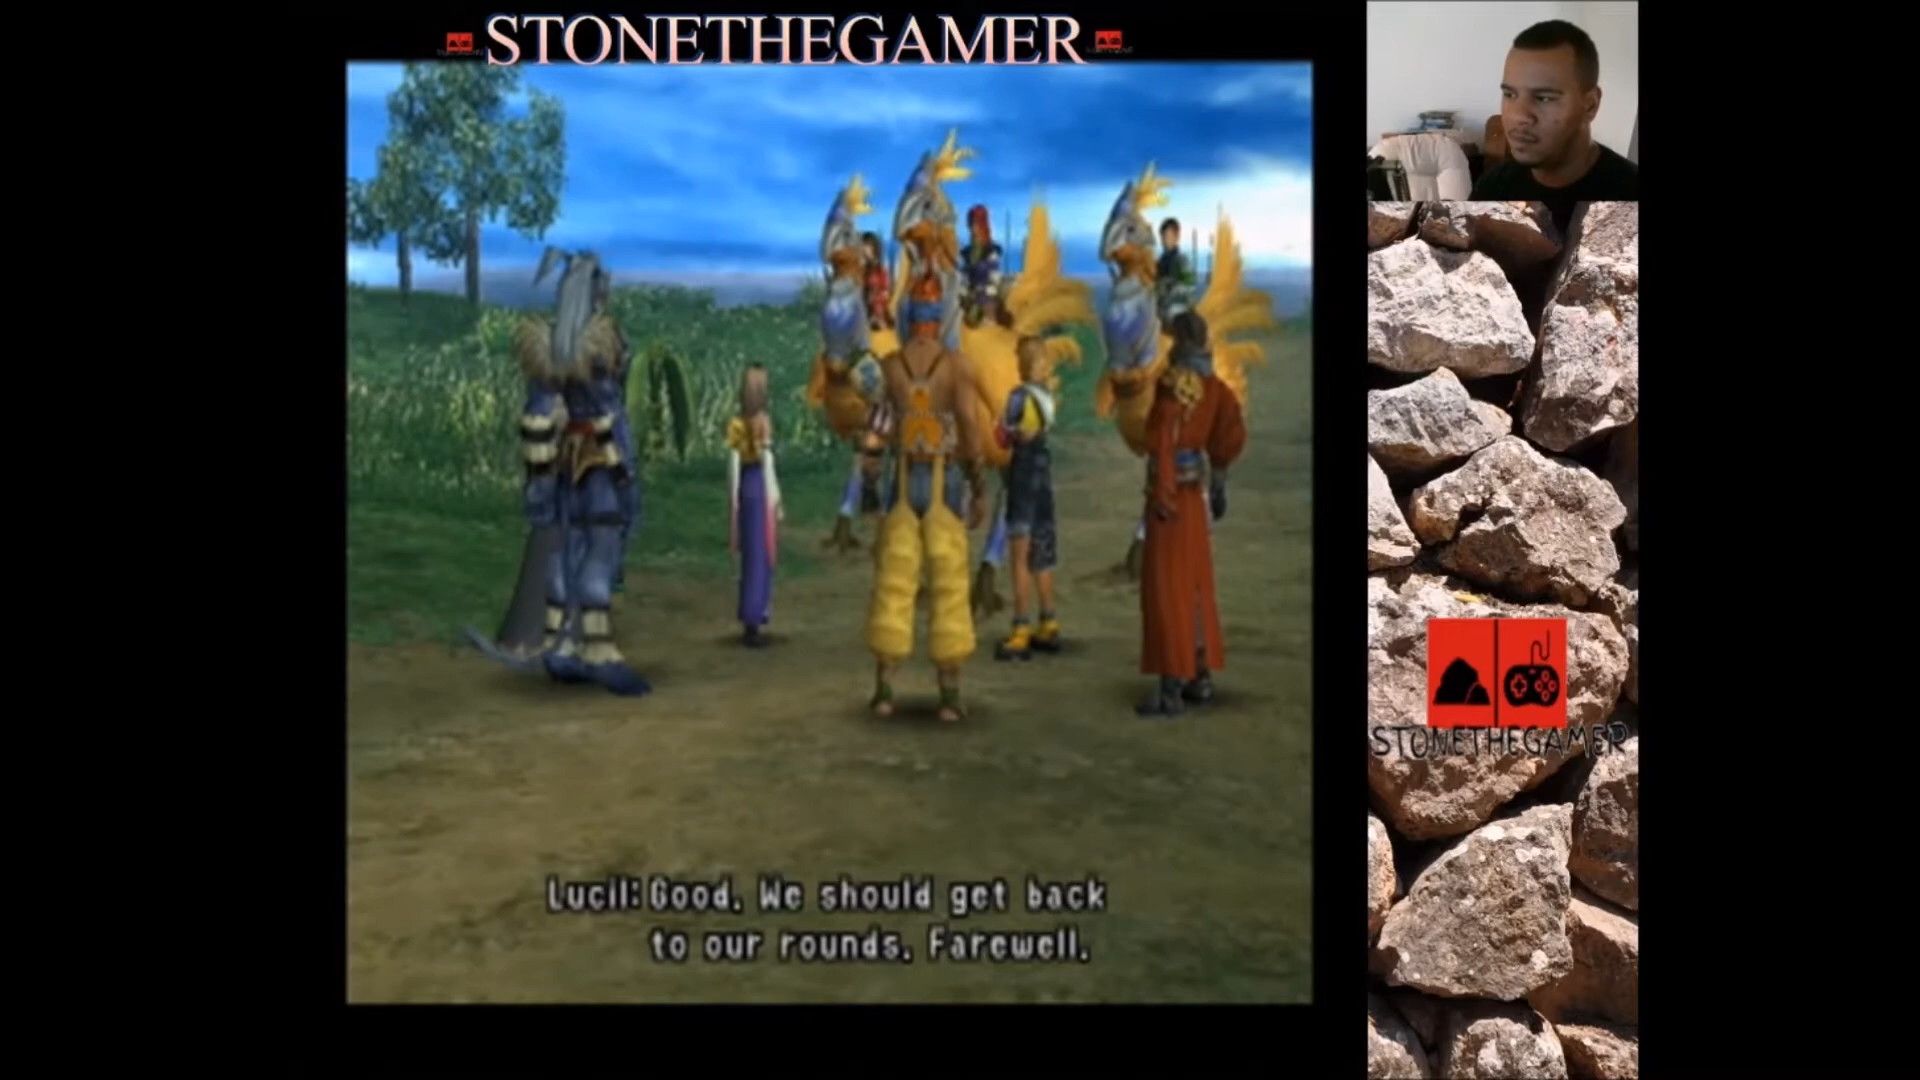 STONETHEGAMER
Lucil: Good. We should get back
to our rounds. Farewell.
STONETHEGAMER